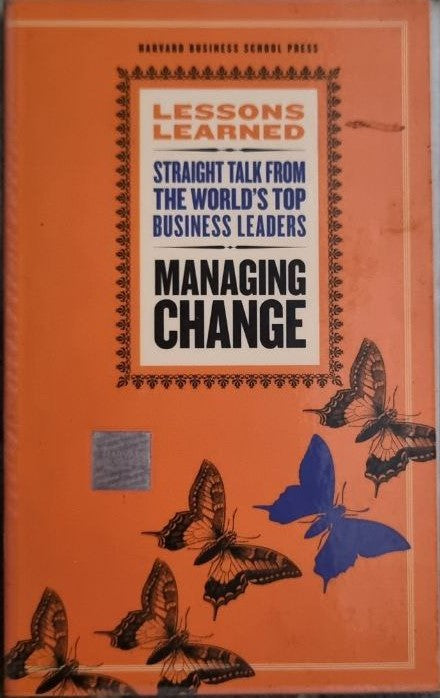 HARVARD BUSINESS SCHOOL PRESS
LESSONS
LEARNED
STRAIGHT TALK FROM
THE WORLD'S TOP
BUSINESS LEADERS
MANAGING
CHANGE